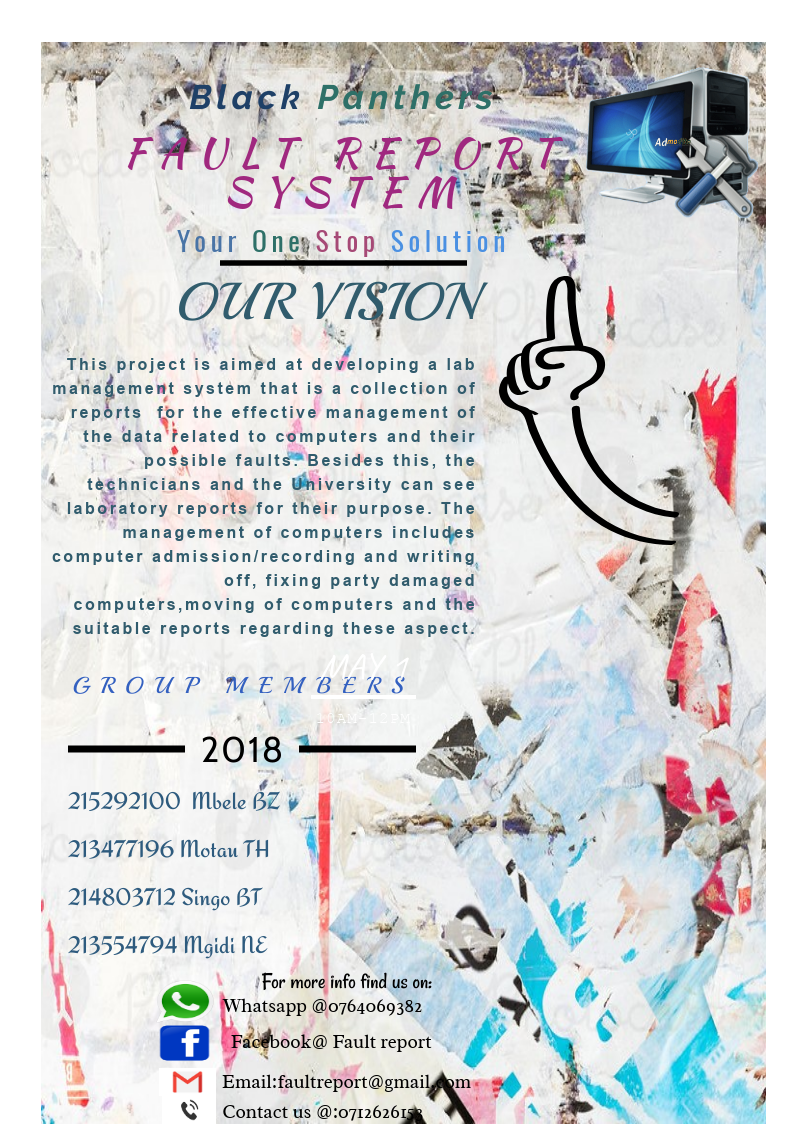 Black Panthers
FAULT REPORT
SYSTEM
Your One Stop Solution
OUR VISION
This project is aimed at developing a lab
management system that is a collection of
reports for the effective management of
the data related to computers and their
possible faults. Besides this, the
technicians and the University can see
laboratory reports for their purpose. The
management of computers includes
computer admission/recording and writing
off, fixing party damaged
computers,moving of computers and the
suitable reports regarding these aspect.
MAY 1
GROUP MEMBERS
2018
215292100 Mbele BZ
213477196 Motau TH
214803712 Singo BT
213554794 Mgidi NE
For more info find us on:
Whatsapp @0764069382
Facebook@ Fault report
Email:faultreport@gmail.com
Contact us @:0712626152